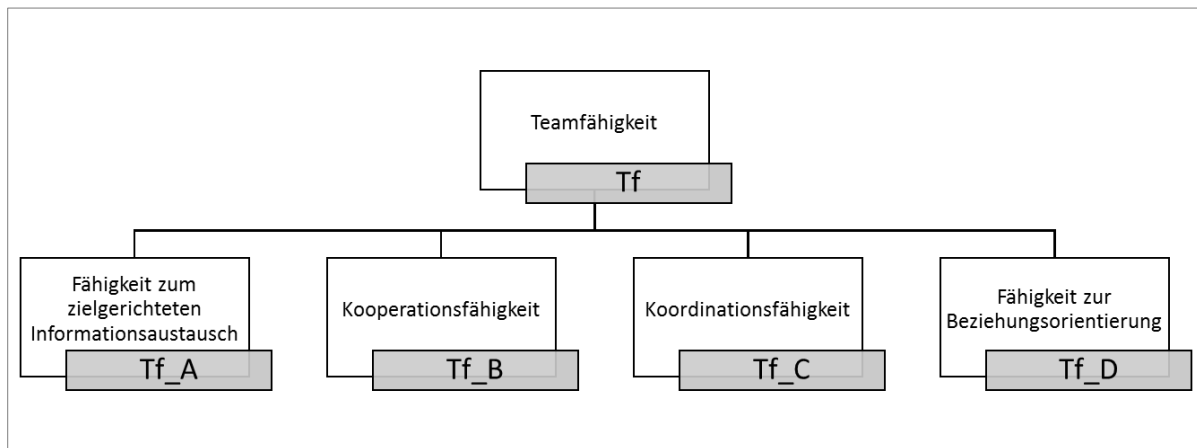 Teamfähigkeit
Tf
Fähigkeit zum
zielgerichteten
Informationsaustausch
Tf_A
Kooperationsfähigkeit
Tf_B
Koordinationsfähigkeit
Tf_C
Fähigkeit zur
Beziehungsorientierung
Tf_D